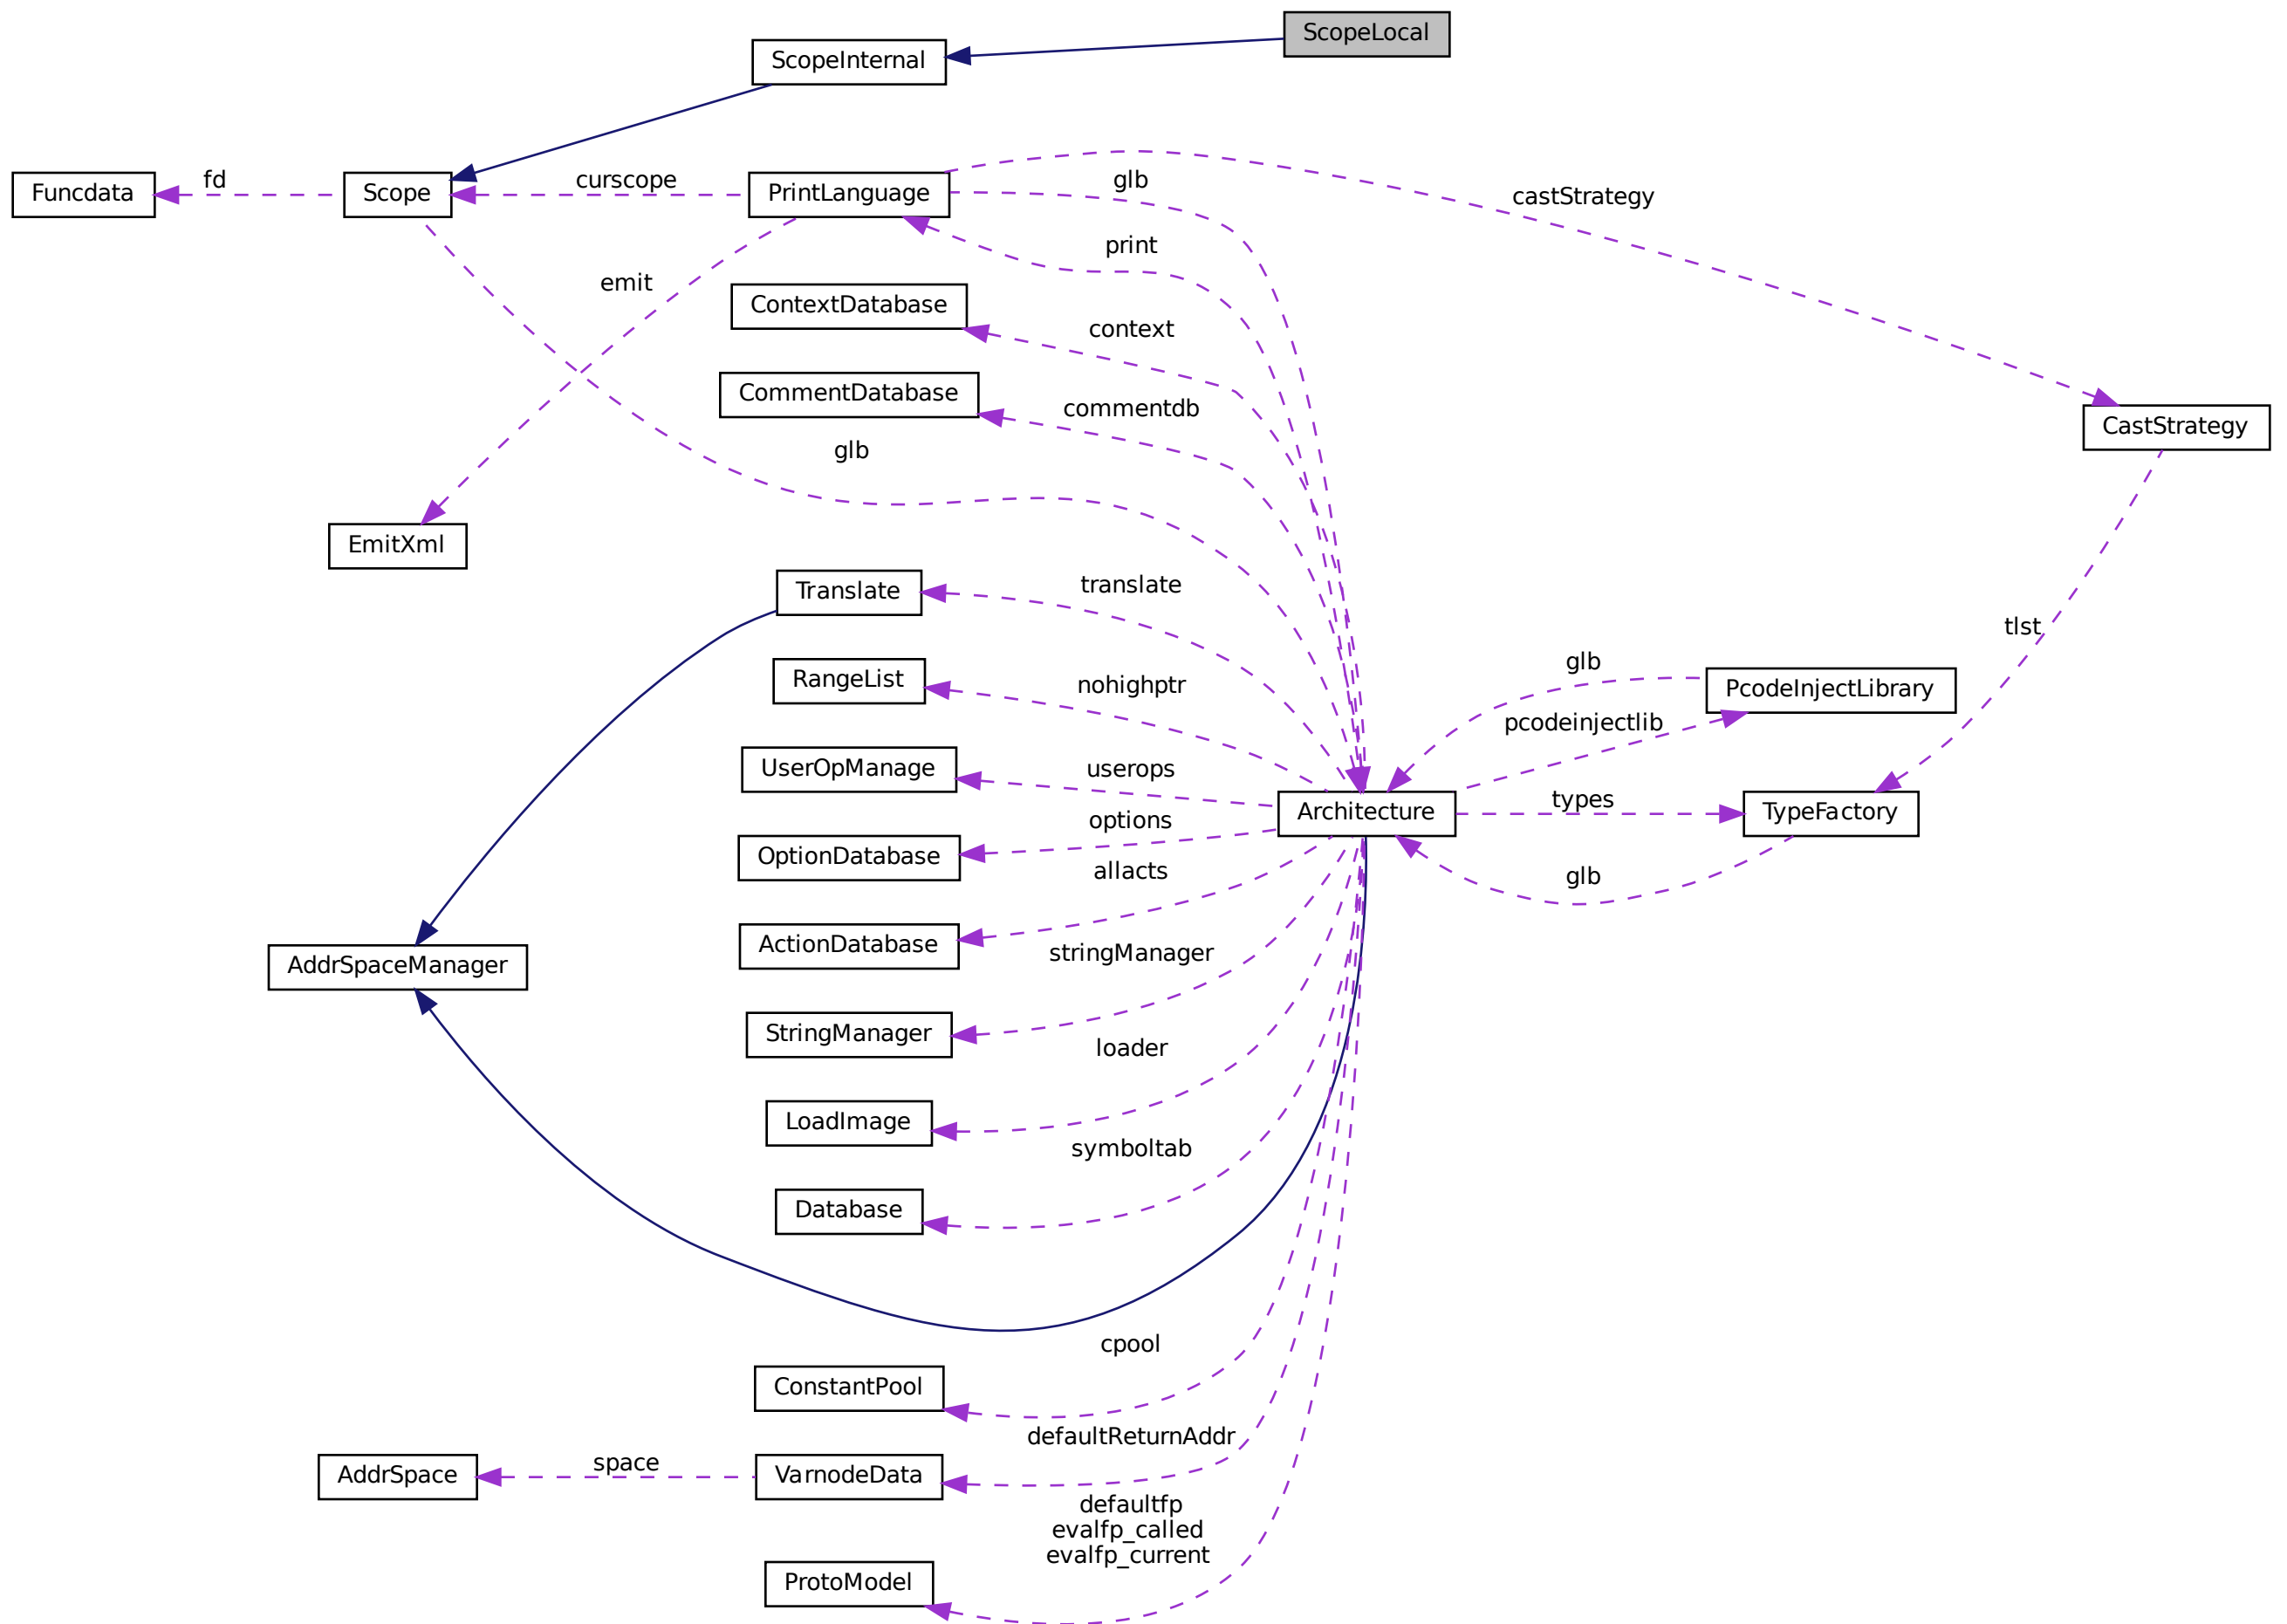 ScopeLocal
ScopeInternal
Funcdata
fd
Scope
curscope
PrintLanguage
glb
castStrategy
print
emit
ContextDatabase
context
CommentDatabase
commentdb
CastStrategy
glb
EmitXml
Translate
translate
tlst
RangeList
nohighptr
glb
PcodeInjectLibrary
pcodeinjectlib
UserOpManage
userops
Architecture
types
TypeFactory
options
OptionDatabase
allacts
glb
ActionDatabase
stringManager
AddrSpaceManager
StringManager
loader
LoadImage
symboltab
Database
cpool
ConstantPool
defaultReturnAddr
AddrSpace
space
VarnodeData
defaultfp
evalfp_called
evalfp_current
ProtoModel